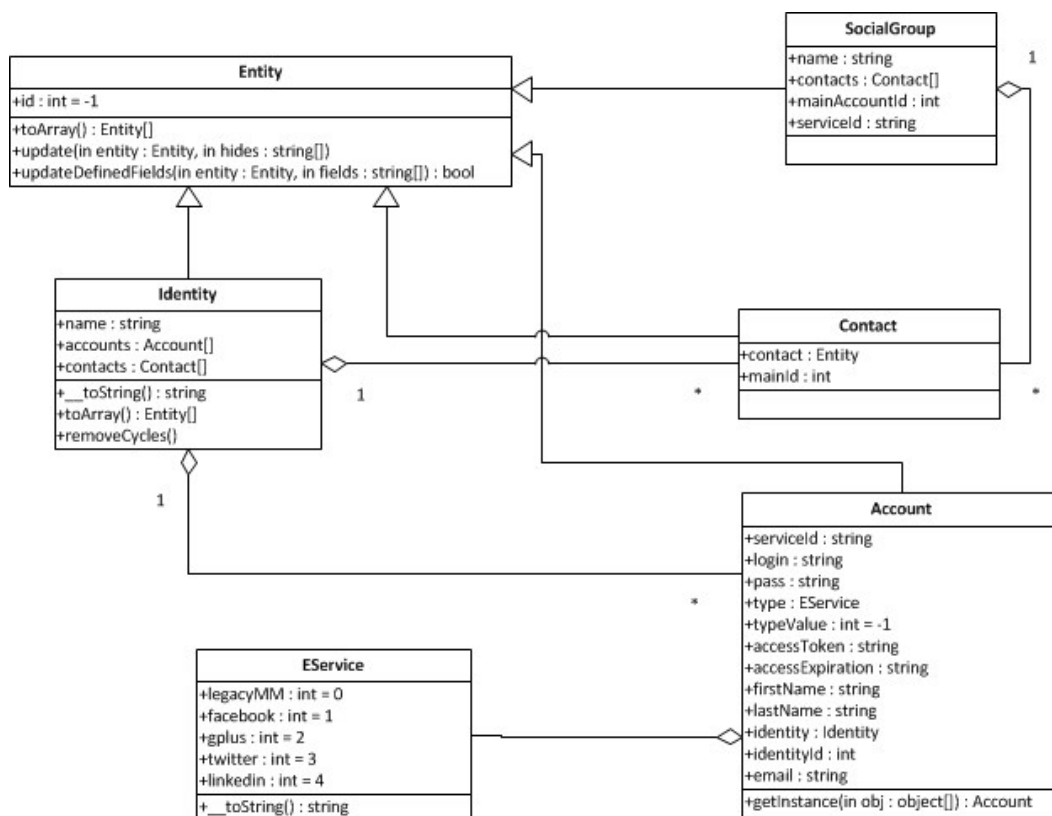 SocialGroup
+name : string
+contacts : Contact[]
+mainAccountId : int
+serviceId : string
1
*
Entity
+id : int = -1
+toArray() : Entity[]
+update(in entity : Entity, in hides : string[])
+updateDefinedFields(in entity : Entity, in fields : string[]) : bool
Identity
+name : string
+accounts : Account[]
+contacts : Contact[]
+__toString() : string
+toArray() : Entity[]
+removeCycles()
1
*
1
*
Contact
+contact : Entity
+mainId : int
Account
+serviceId : string
+login : string
+pass : string
+type : EService
+typeValue : int = -1
+accessToken : string
+accessExpiration : string
+firstName : string
+lastName : string
+identity : Identity
+identityId : int
+email : string
+getInstance(in obj : object[]) : Account
EService
+legacyMM : int = 0
+facebook : int = 1
+gplus : int = 2
+twitter : int = 3
+linkedin : int = 4
+__toString() : string